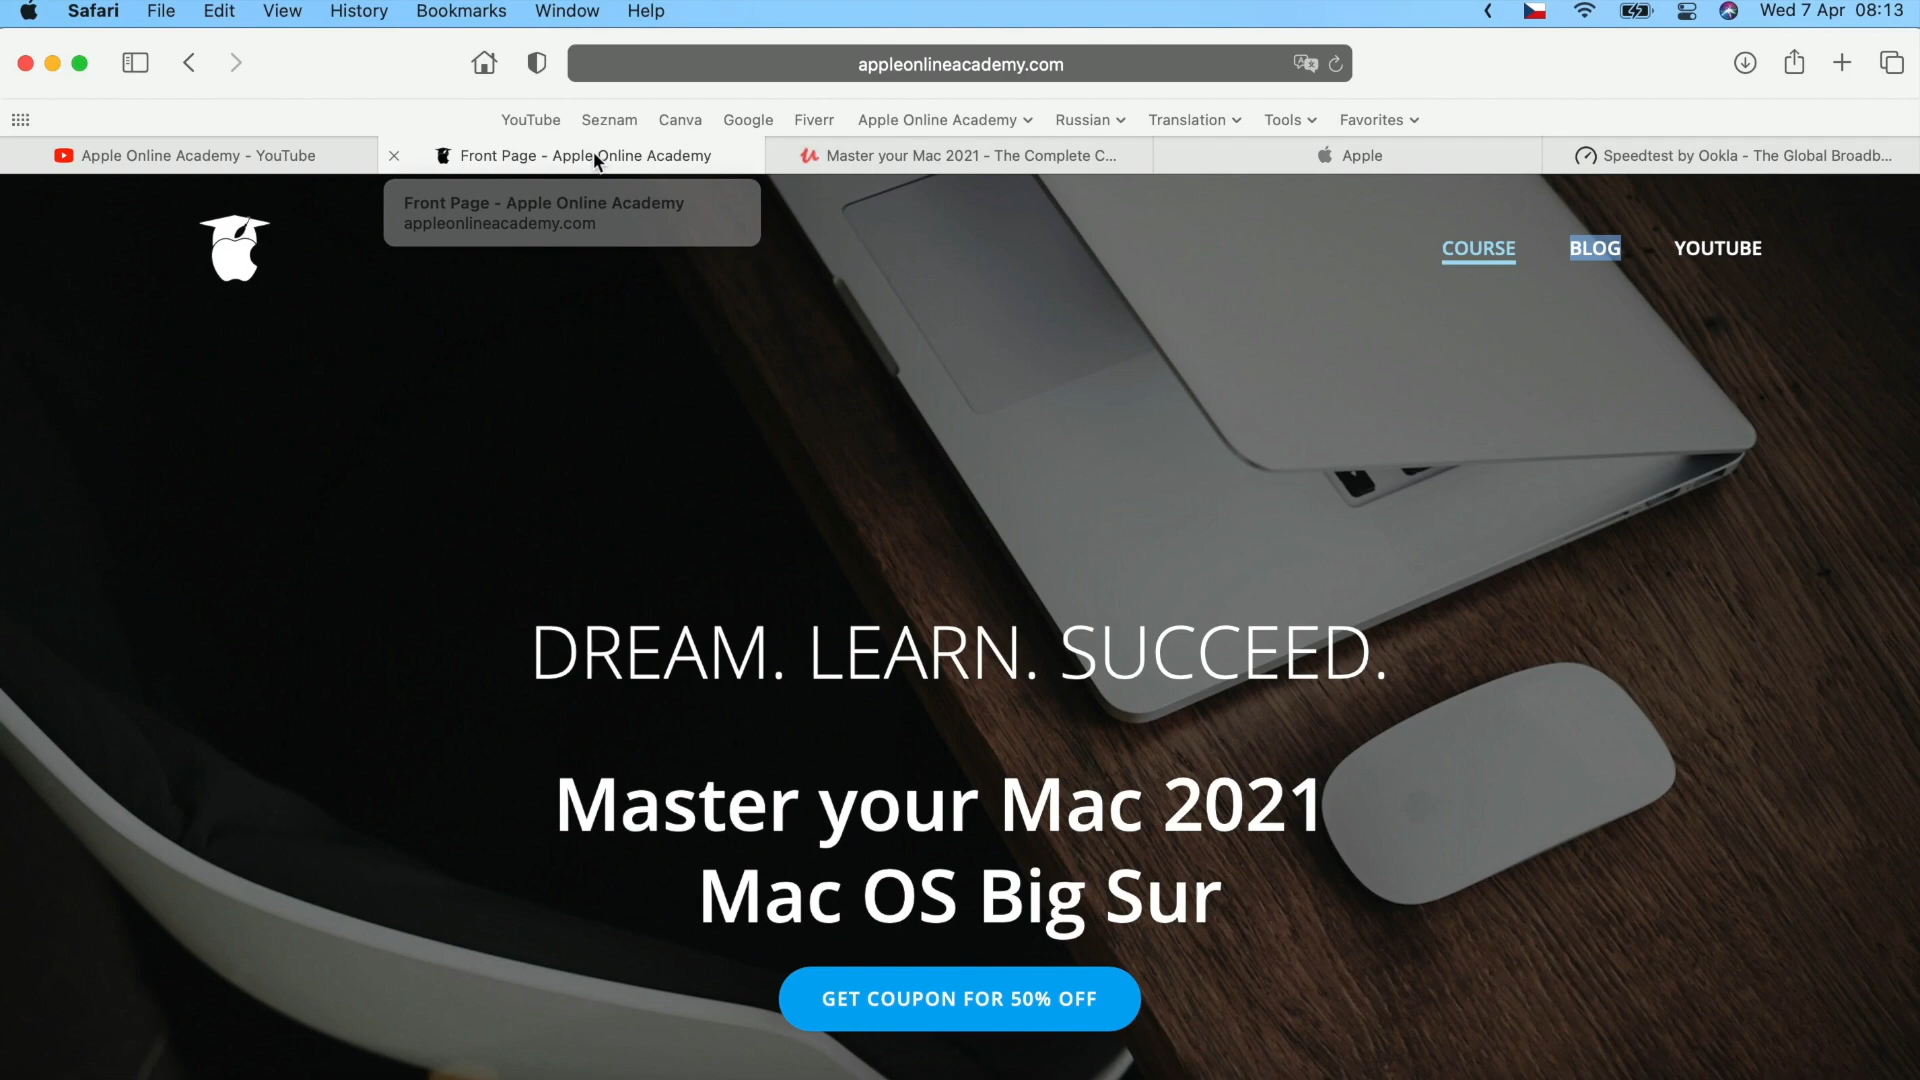 Safari File Edit View History Bookmarks Window Help Wed 7 Apr 08:13
appleonlineacademy.com
YouTube Seznam Canva Google Fiverr Apple Online Academy Russian Translation Tools Favorites
Apple Online Academy - YouTube Front Page - Apple Online Academy Master your Mac 2021 - The Complete C... Apple Speedtest by Ookla - The Global Broadb...
Front Page - Apple Online Academy
appleonlineacademy.com
COURSE BLOG YOUTUBE
DREAM. LEARN. SUCCEED.
Master your Mac 2021
Mac OS Big Sur
GET COUPON FOR 50% OFF